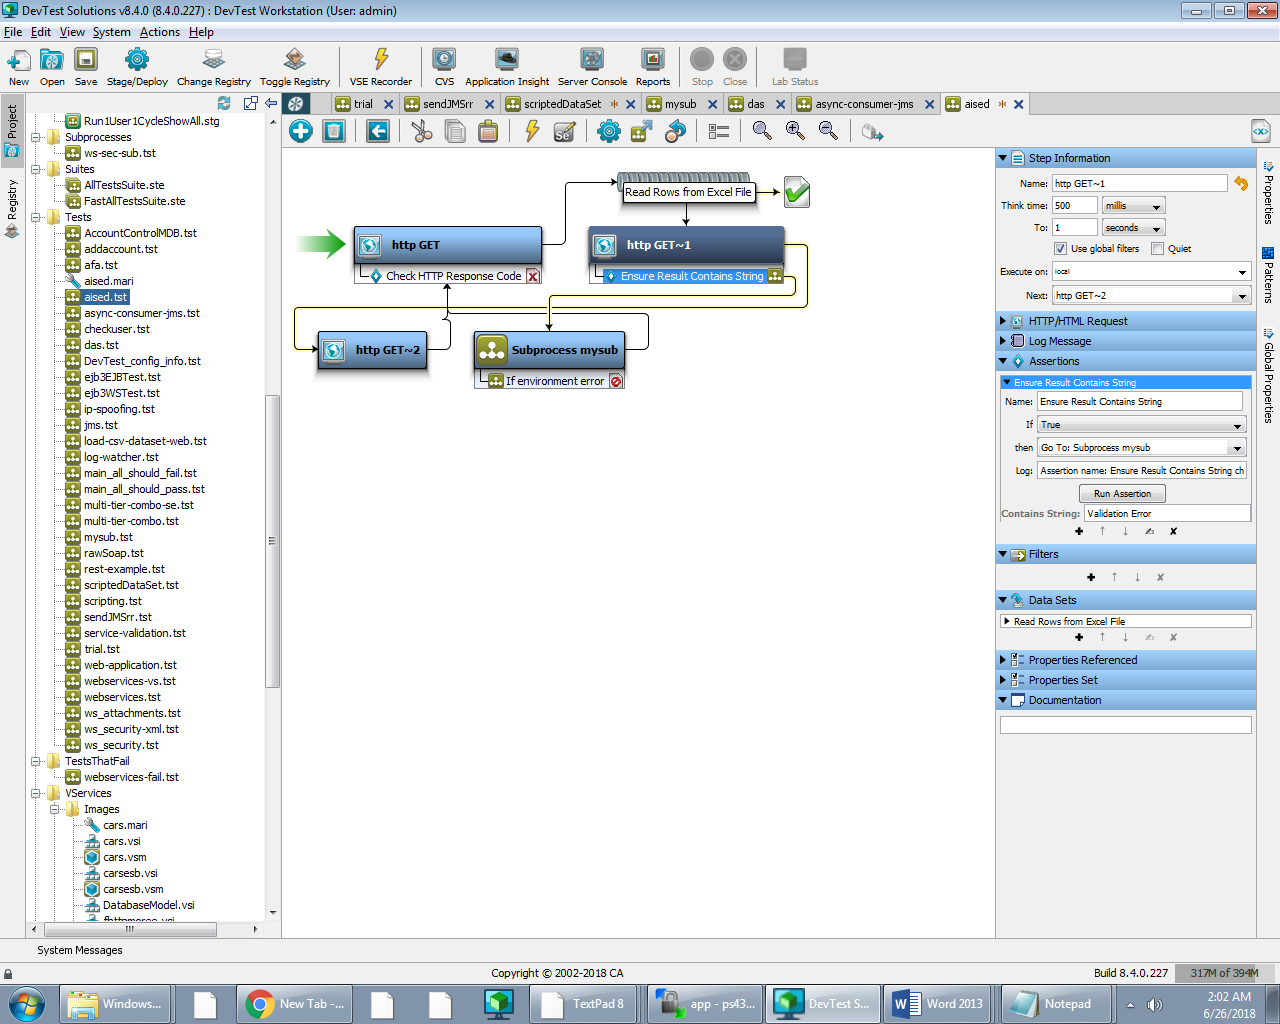 DevTest Solutions v8.4.0 (8.4.0.227) : DevTest Workstation (User: admin)
File Edit View System Actions Help
New Open Save Stage/Deploy Change Registry Toggle Registry VSE Recorder CVS Application Insight Server Console Reports Stop Close Lab Status
Project
Registry
Run1User1CycleShowAll.stg
Subprocesses
ws-sec-sub.tst
Suites
AllTestsSuite.ste
FastAllTestsSuite.ste
Tests
AccountControlMDB.tst
addaccount.tst
afa.tst
aised.mari
aised.tst
async-consumer-jms.tst
checkuser.tst
das.tst
DevTest_config_info.tst
ejb3EJBTest.tst
ejb3WSTest.tst
ip-spoofing.tst
jms.tst
load-csv-dataset-web.tst
log-watcher.tst
main_all_should_fail.tst
main_all_should_pass.tst
multi-tier-combo-se.tst
multi-tier-combo.tst
mysub.tst
rawSoap.tst
rest-example.tst
scriptedDataSet.tst
scripting.tst
sendJMSrr.tst
service-validation.tst
trial.tst
web-application.tst
webservices-vs.tst
webservices.tst
ws_attachments.tst
ws_security-xml.tst
ws_security.tst
TestsThatFail
webservices-fail.tst
VServices
Images
cars.mari
cars.vsi
cars.vsm
carsesb.vsi
carsesb.vsm
DatabaseModel.vsi
trial sendJMSrr scriptedDataSet * mysub das async-consumer-jms aised *
Read Rows from Excel File
http GET
Check HTTP Response Code
http GET~1
Ensure Result Contains String
http GET~2
Subprocess mysub
If environment error
Step Information
Name: http GET~1
Think time: 500 millis
To: 1 seconds
Use global filters Quiet
Execute on: local
Next: http GET~2
HTTP/HTML Request
Log Message
Assertions
Ensure Result Contains String
Name: Ensure Result Contains String
If True
then Go To: Subprocess mysub
Log: Assertion name: Ensure Result Contains String ch
Run Assertion
Contains String: Validation Error
Filters
Data Sets
Read Rows from Excel File
Properties Referenced
Properties Set
Documentation
Properties
Patterns
Global Properties
System Messages
Copyright © 2002-2018 CA
Build 8.4.0.227 317M of 394M
Windows... New Tab -... TextPad 8 app - ps43... DevTest S... Word 2013 Notepad
2:02 AM
6/26/2018